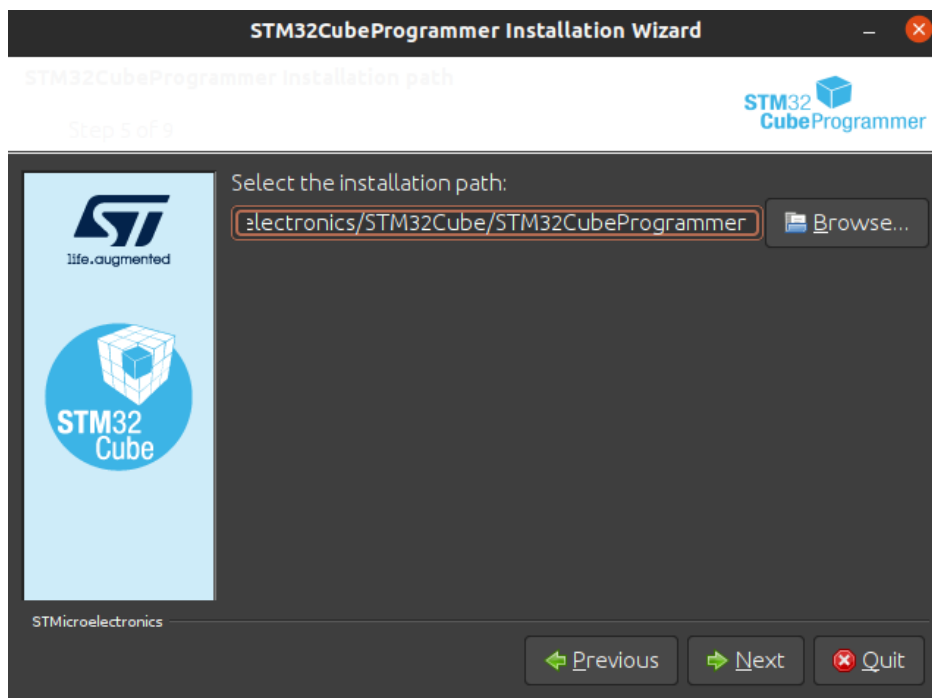 STM32CubeProgrammer Installation Wizard
STM32CubeProgrammer Installation path
Step 5 of 9
STM32
CubeProgrammer
Select the installation path:
electronics/STM32Cube/STM32CubeProgrammer
Browse...
ST
life.augmented
STM32
Cube
STMicroelectronics
Previous
Next
Quit